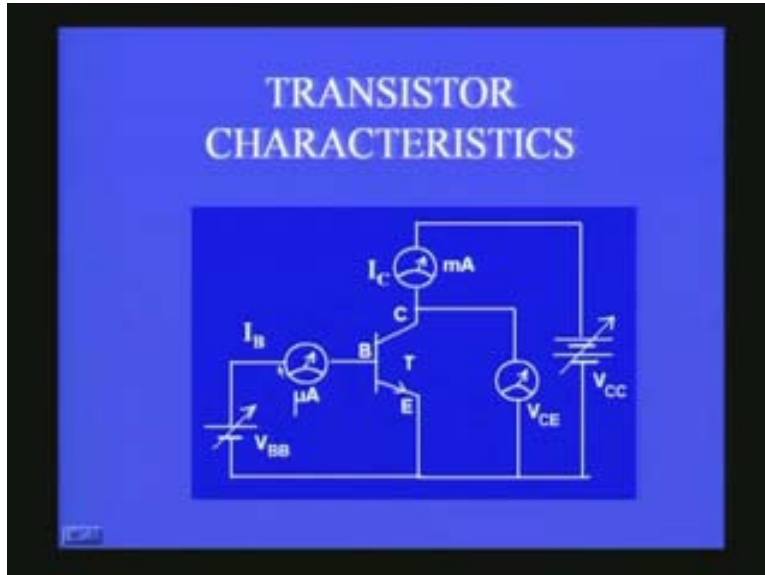 TRANSISTOR
CHARACTERISTICS
I_C mA
C
I_B
B T
µA
E
V_CE
V_CC
V_BB